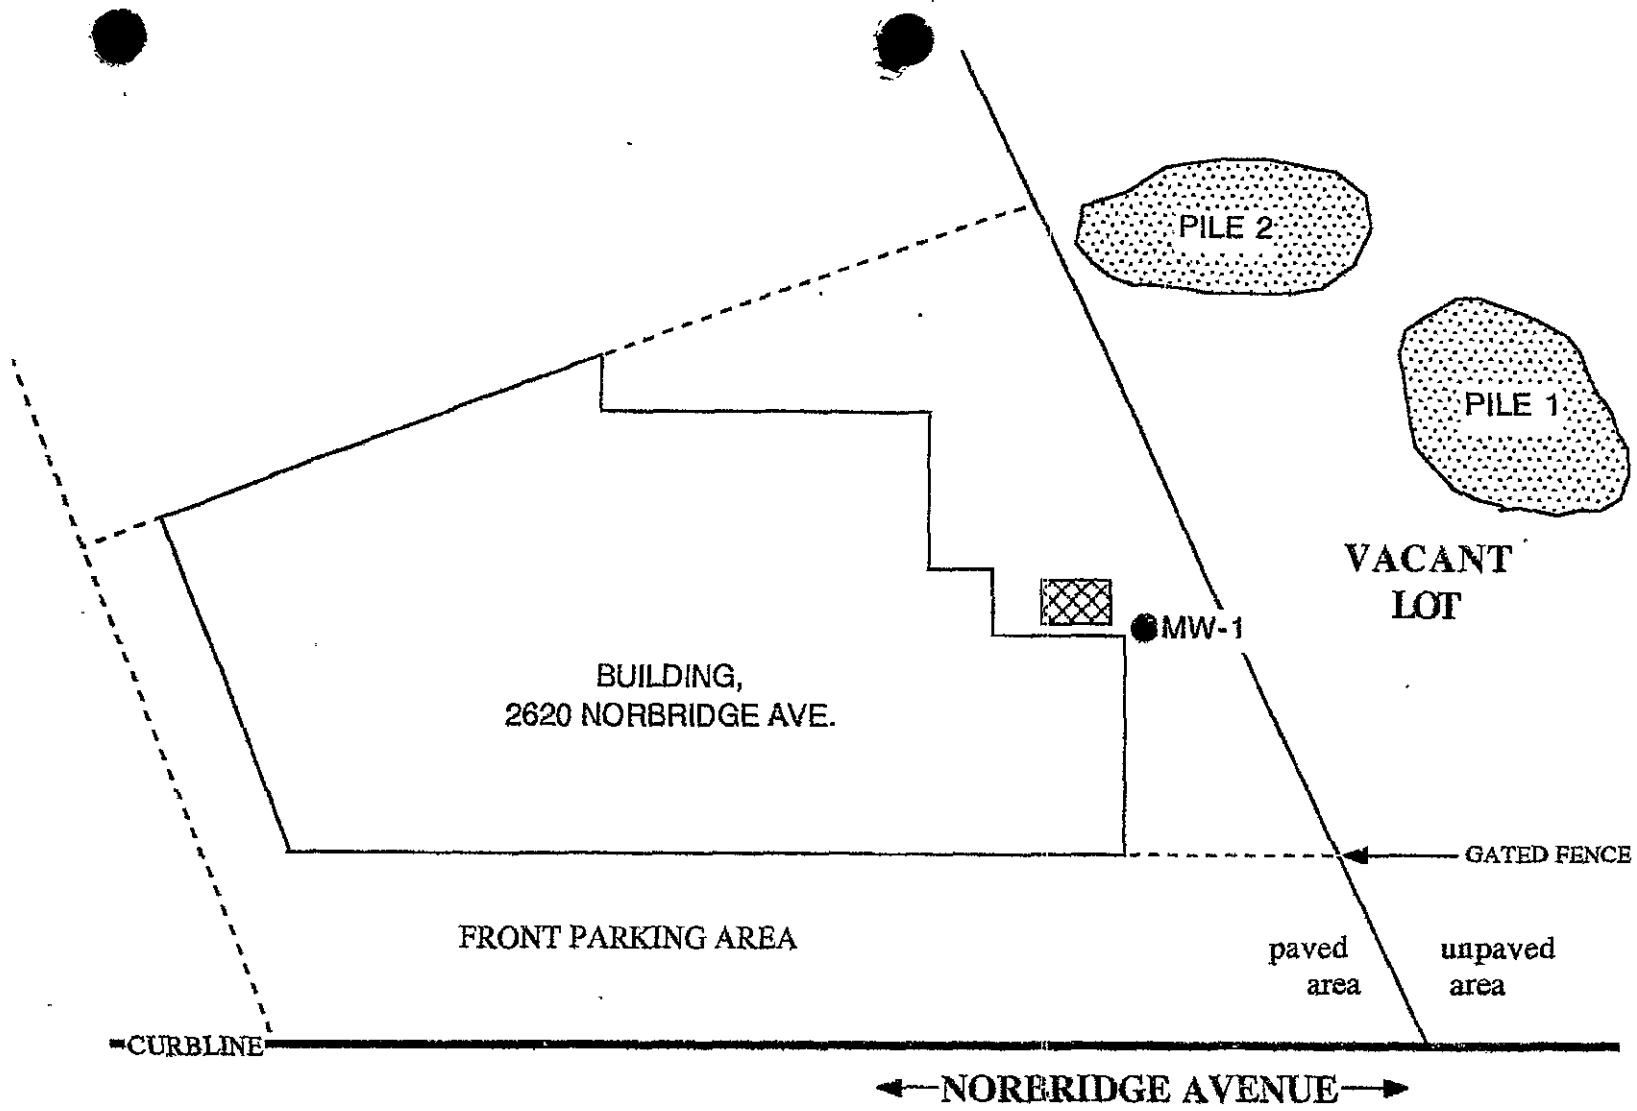 PILE 2
PILE 1
VACANT
LOT
MW-1
BUILDING,
2620 NORBRIDGE AVE.
GATED FENCE
FRONT PARKING AREA
paved
area
unpaved
area
CURBLINE
NORBRIDGE AVENUE